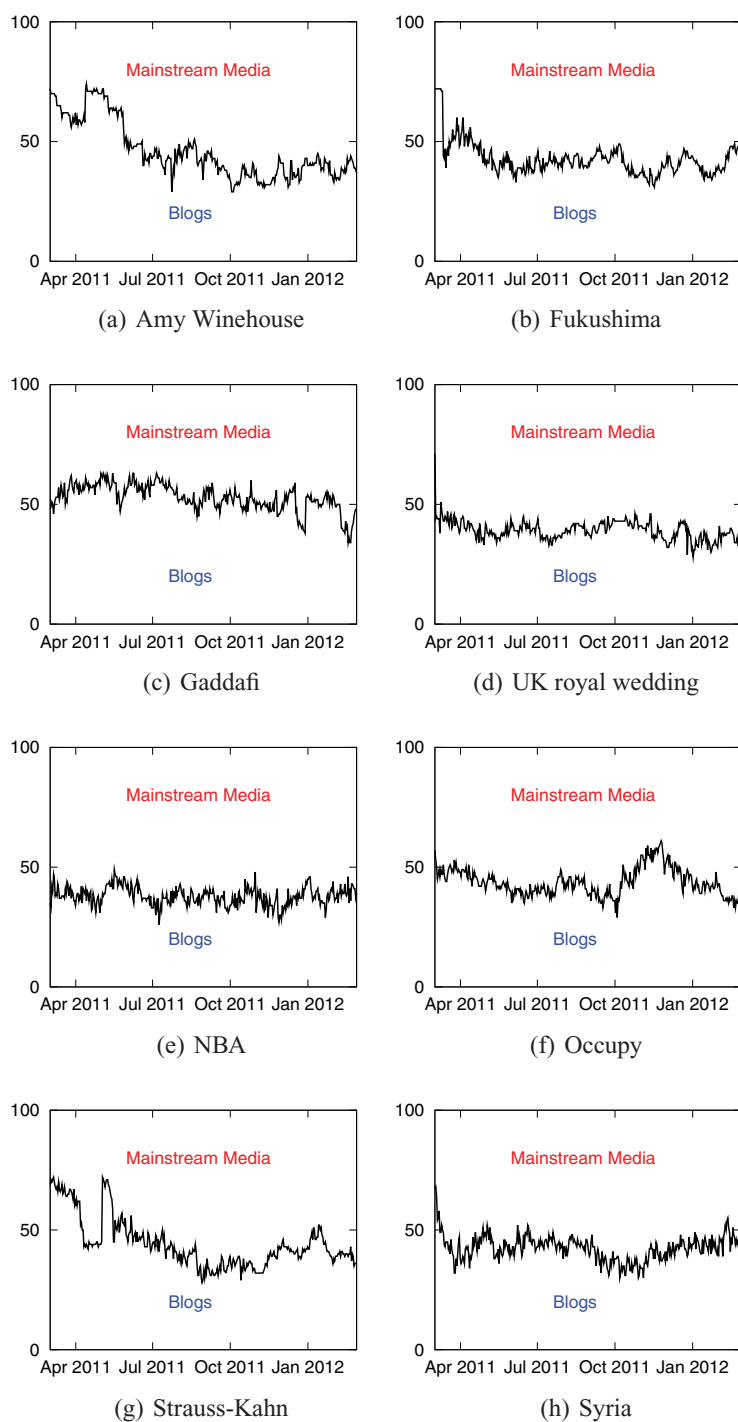 100
Mainstream Media
50
Blogs
0
Apr 2011 Jul 2011 Oct 2011 Jan 2012
(a) Amy Winehouse
100
Mainstream Media
50
Blogs
0
Apr 2011 Jul 2011 Oct 2011 Jan 2012
(b) Fukushima
100
Mainstream Media
50
Blogs
0
Apr 2011 Jul 2011 Oct 2011 Jan 2012
(c) Gaddafi
100
Mainstream Media
50
Blogs
0
Apr 2011 Jul 2011 Oct 2011 Jan 2012
(d) UK royal wedding
100
Mainstream Media
50
Blogs
0
Apr 2011 Jul 2011 Oct 2011 Jan 2012
(e) NBA
100
Mainstream Media
50
Blogs
0
Apr 2011 Jul 2011 Oct 2011 Jan 2012
(f) Occupy
100
Mainstream Media
50
Blogs
0
Apr 2011 Jul 2011 Oct 2011 Jan 2012
(g) Strauss-Kahn
100
Mainstream Media
50
Blogs
0
Apr 2011 Jul 2011 Oct 2011 Jan 2012
(h) Syria